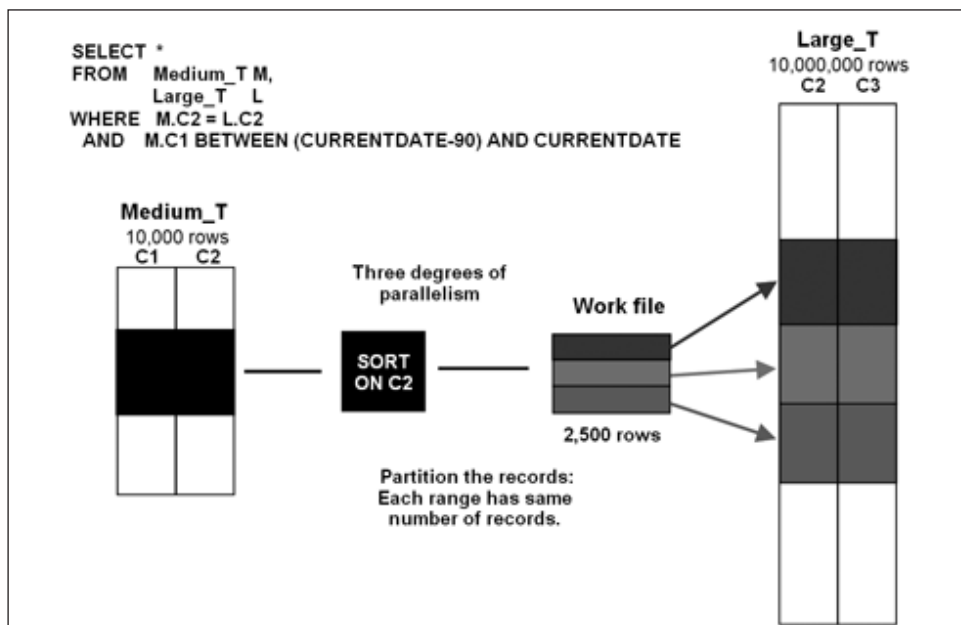 SELECT *
FROM Medium_T M,
Large_T L
WHERE M.C2 = L.C2
AND M.C1 BETWEEN (CURRENTDATE-90) AND CURRENTDATE
Large_T
10,000,000 rows
C2 C3
Medium_T
10,000 rows
C1 C2
Three degrees of
parallelism
SORT
ON C2
Work file
2,500 rows
Partition the records:
Each range has same
number of records.